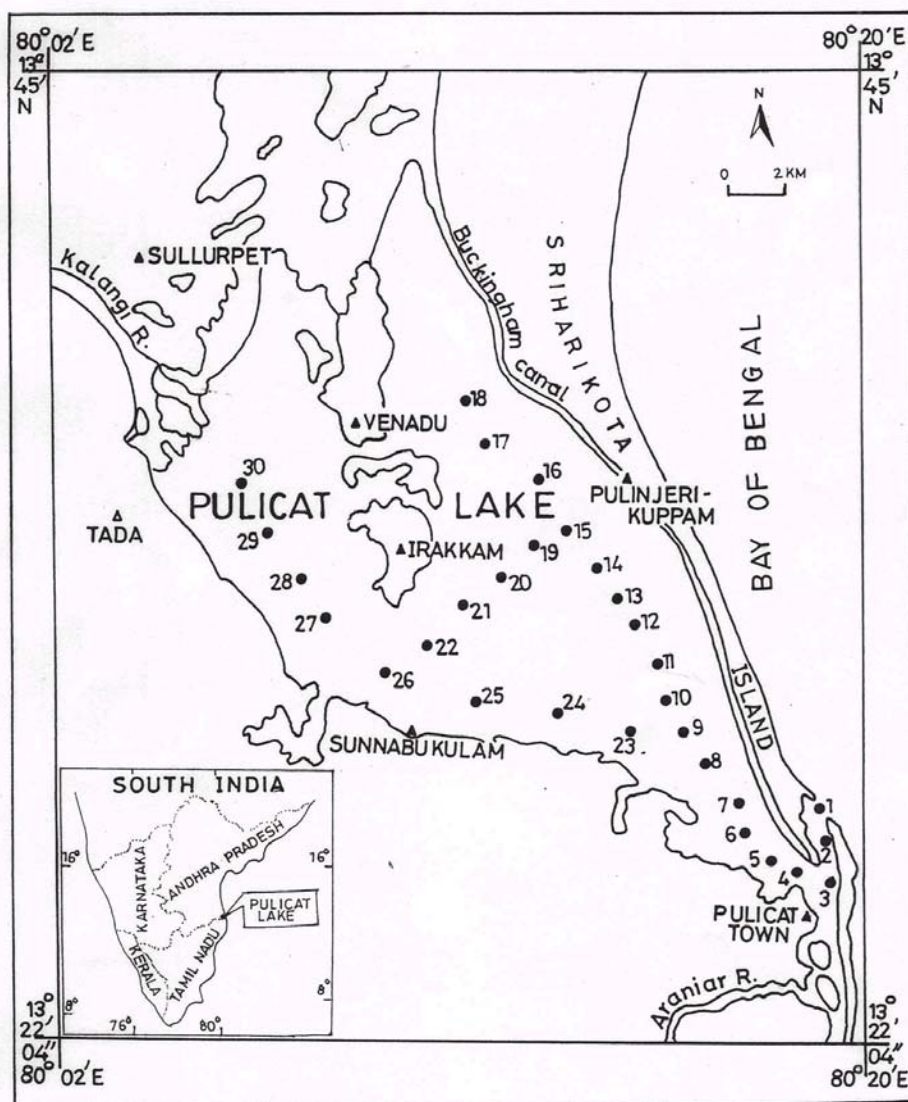 80° 02' E
80° 20' E
13°
45'
N
13°
45'
N
N
0 2 KM
SULLURPET
Kalangi R.
Buckingham canal
SRIHARIKOTA
BAY OF BENGAL
18
VENADU
17
30
16
PULICAT LAKE
PULINJERI-
KUPPAM
TADA
29
15
19
IRAKKAM
14
28
20
13
21
27
12
22
11
26
25
10
24
ISLAND
SUNNABUKULAM
23
9
8
SOUTH INDIA
7
1
6
2
16°
16°
KARNATAKA
ANDHRA PRADESH
5
4
3
PULICAT
LAKE
PULICAT
TOWN
KERALA
TAMIL NADU
Araniar R.
8°
8°
76°
80°
13°
22'
04"
13°
22'
04"
80° 02' E
80° 20' E